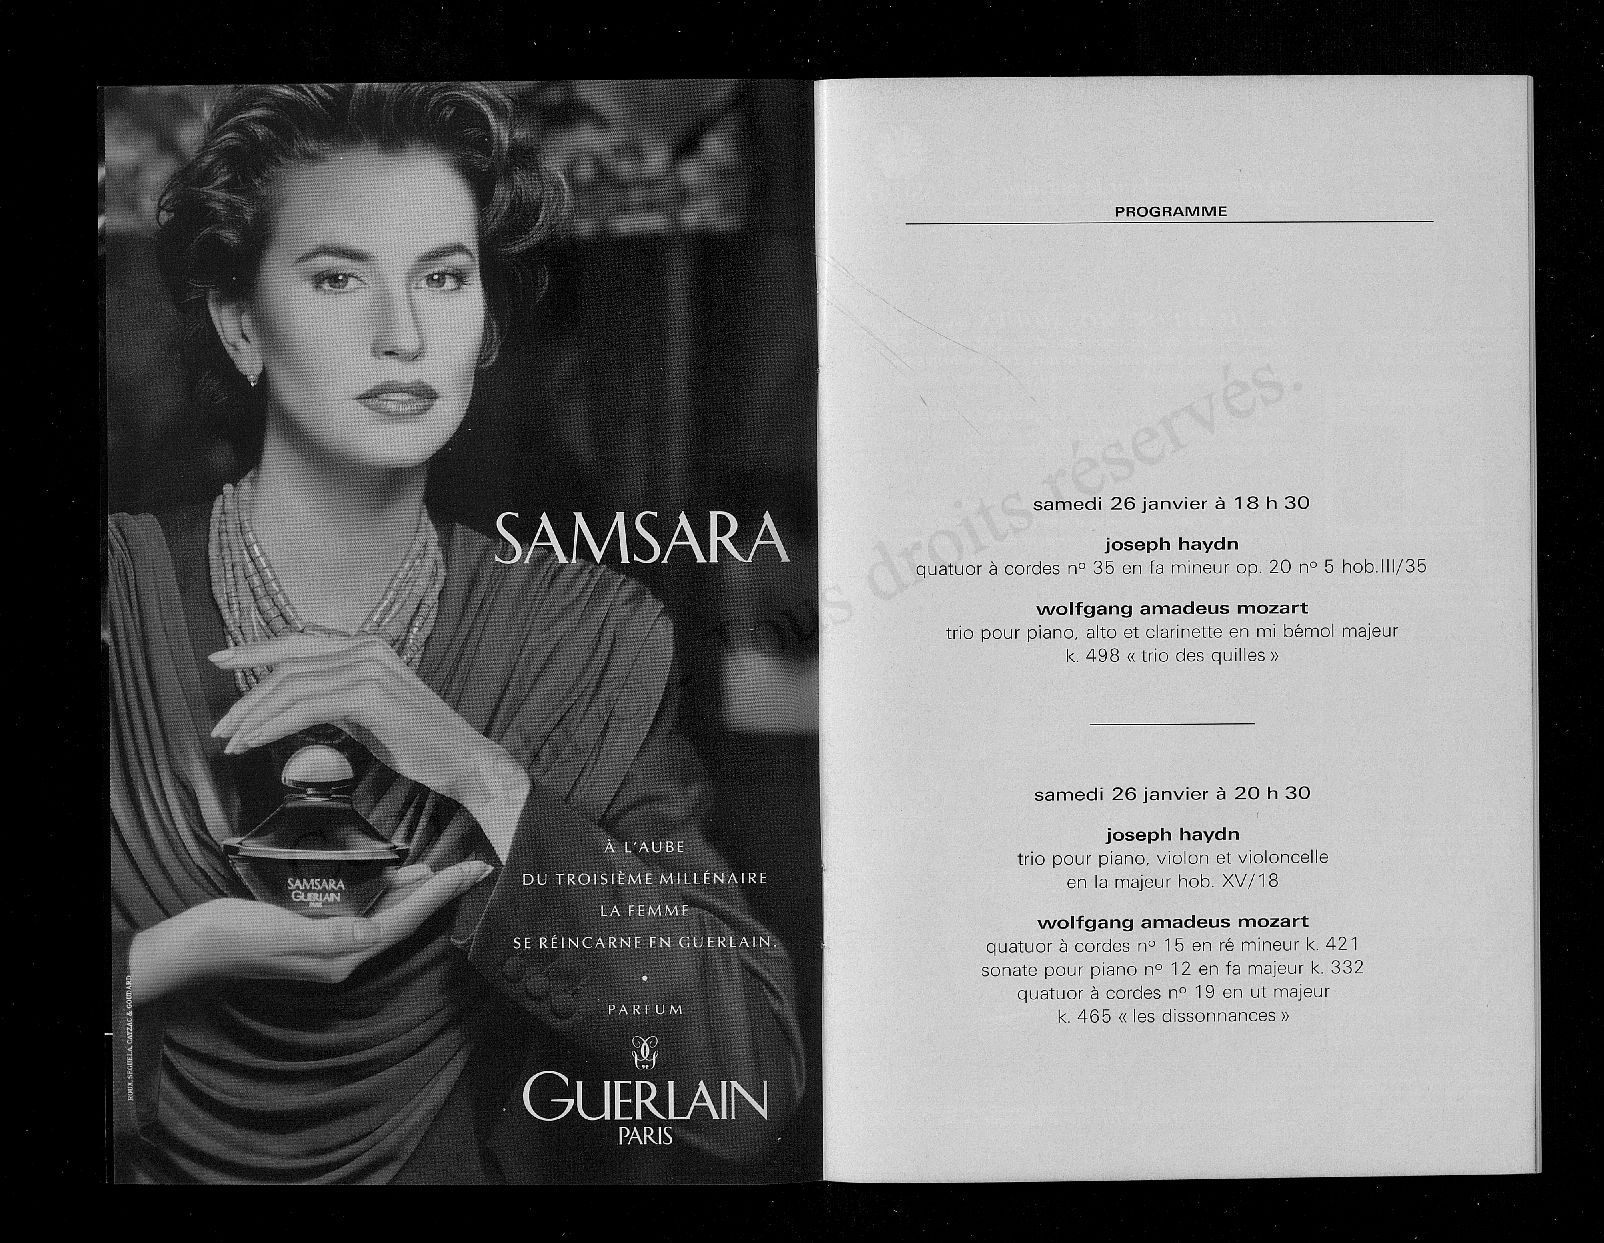 SAMSARA
SAMSARA
GUERLAIN
PARIS
À L'AUBE
DU TROISIÈME MILLÉNAIRE
LA FEMME
SE RÉINCARNE EN GUERLAIN.
•
PARFUM
GUERLAIN
PARIS
ROUX, SEGUELA, CAYZAC & GOUDARD
PROGRAMME
droits réservés.
samedi 26 janvier à 18 h 30
joseph haydn
quatuor à cordes nº 35 en fa mineur op. 20 nº 5 hob.III/35
wolfgang amadeus mozart
trio pour piano, alto et clarinette en mi bémol majeur
k. 498 « trio des quilles »
samedi 26 janvier à 20 h 30
joseph haydn
trio pour piano, violon et violoncelle
en la majeur hob. XV/18
wolfgang amadeus mozart
quatuor à cordes nº 15 en ré mineur k. 421
sonate pour piano nº 12 en fa majeur k. 332
quatuor à cordes nº 19 en ut majeur
k. 465 « les dissonnances »